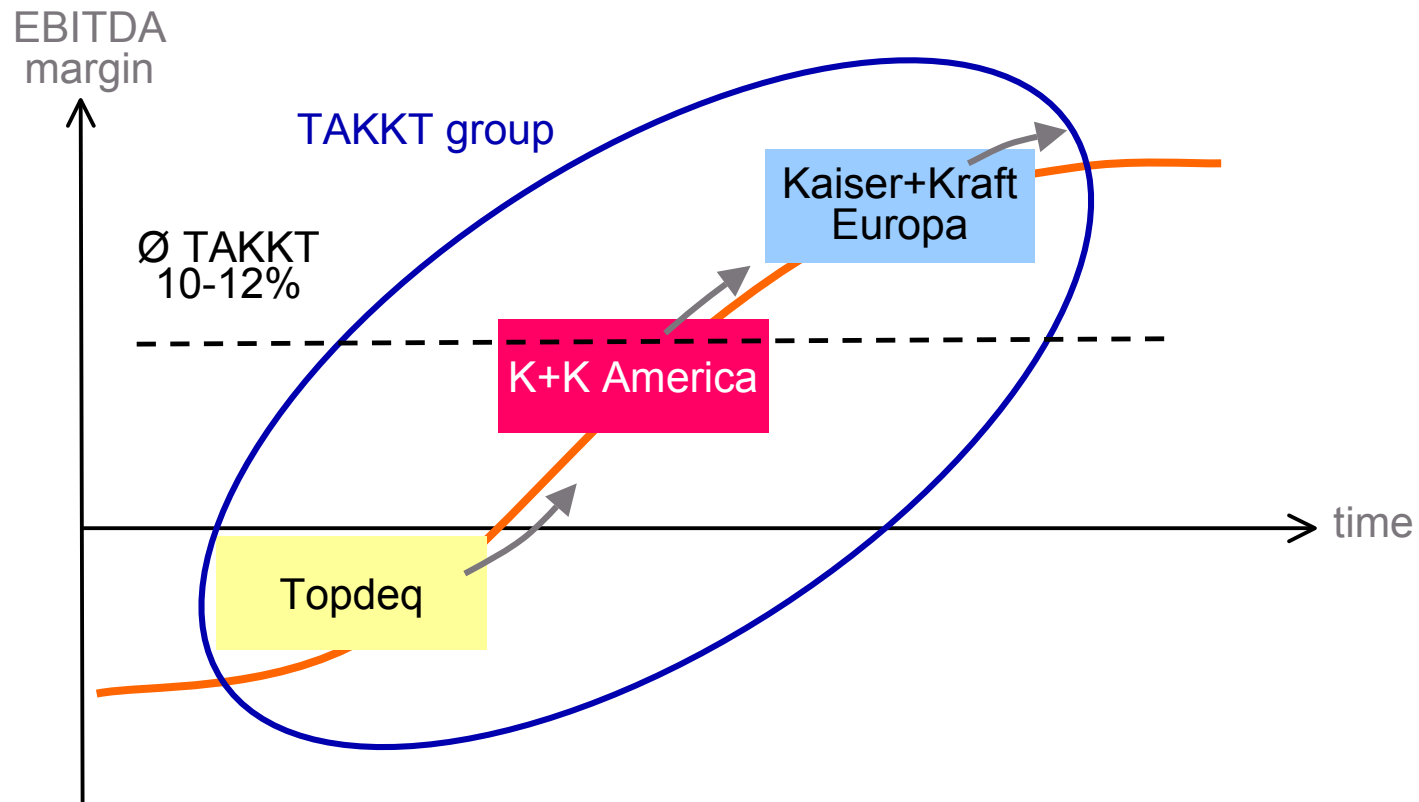 EBITDA
margin
TAKKT group
Kaiser+Kraft
Europa
Ø TAKKT
10-12%
K+K America
time
Topdeq